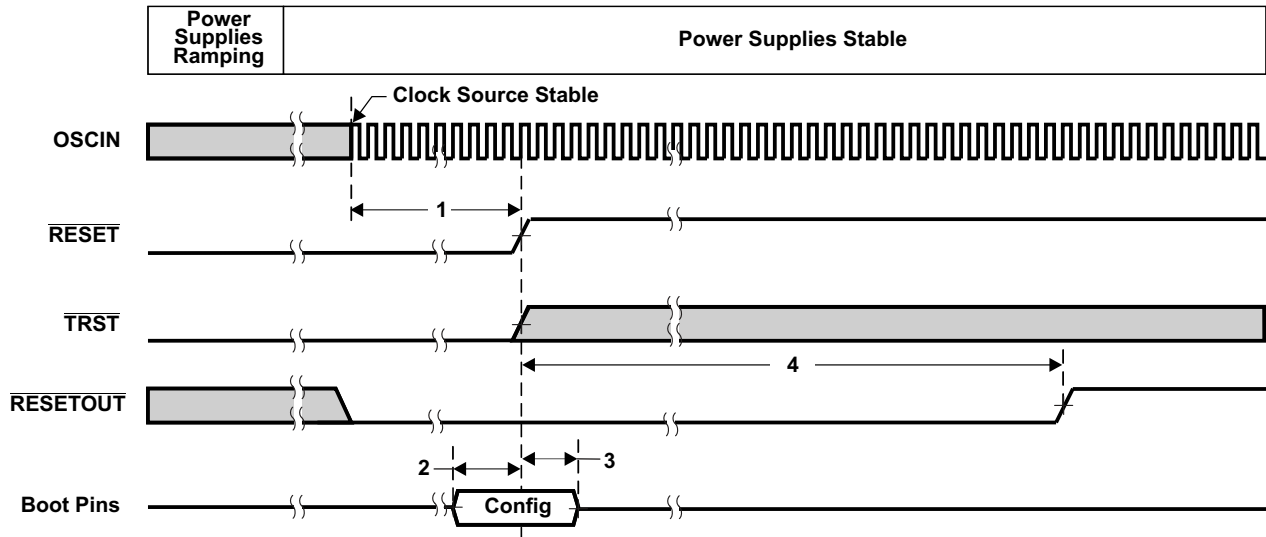 Power
Supplies
Ramping
Power Supplies Stable
Clock Source Stable
OSCIN
1
RESET
TRST
4
RESETOUT
2
3
Boot Pins
Config